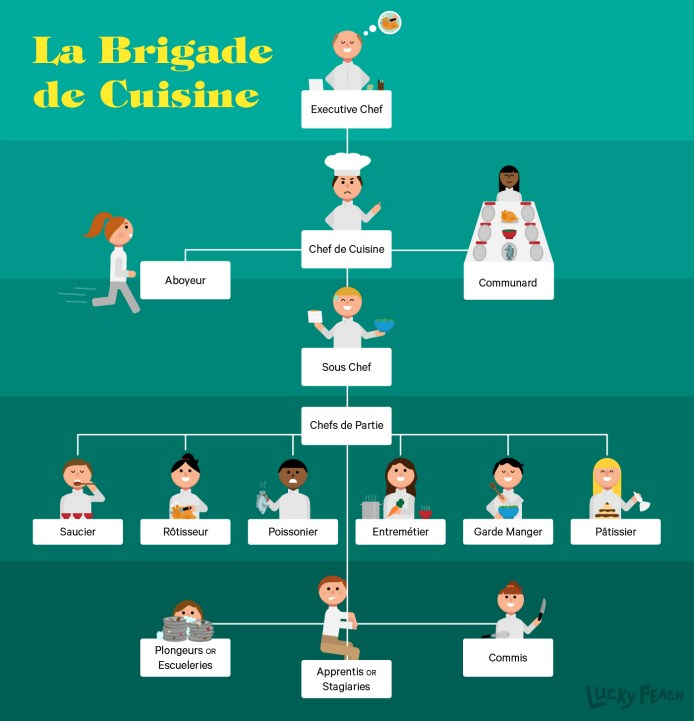 La Brigade
de Cuisine
Executive Chef
Chef de Cuisine
Aboyeur
Communard
Sous Chef
Chefs de Partie
Saucier
Rôtisseur
Poissonier
Entremétier
Garde Manger
Pâtissier
Plongeurs OR
Escueleries
Apprentis OR
Stagiaries
Commis
LUCKY PEACH